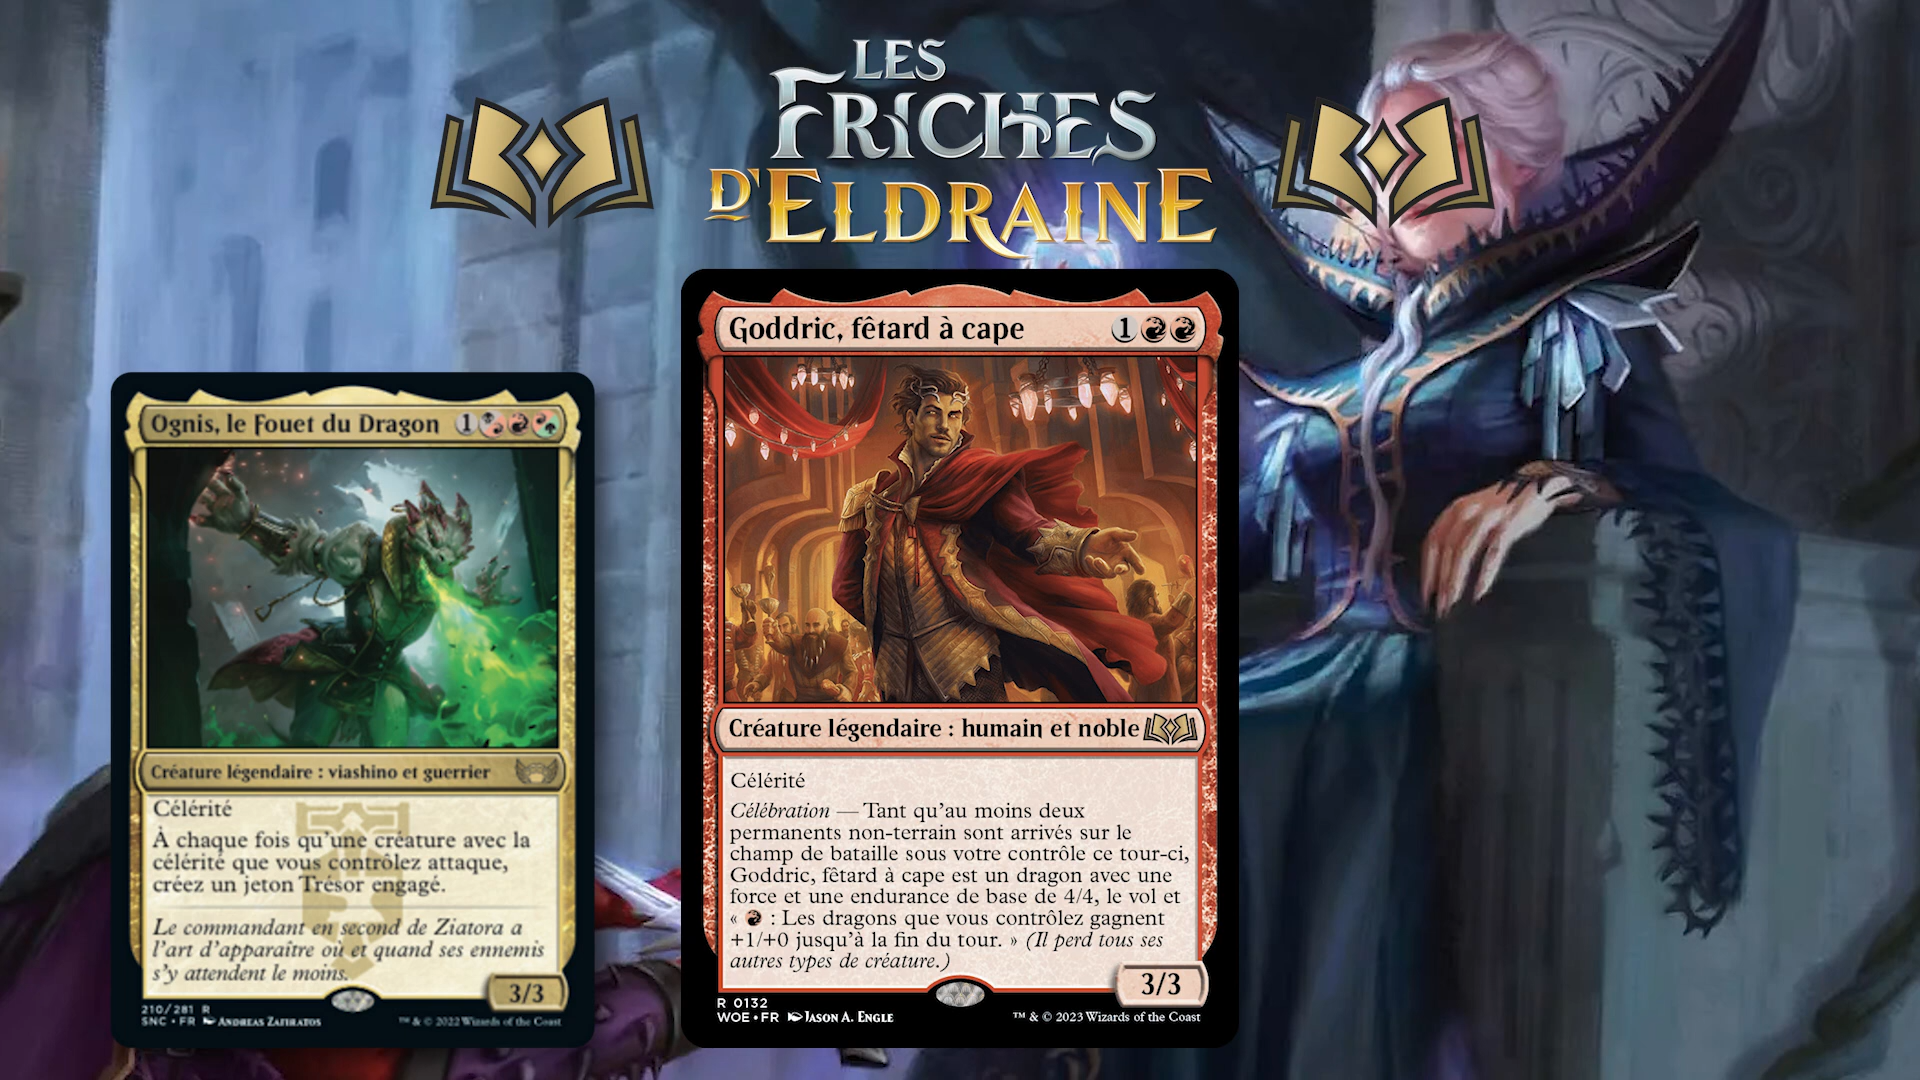 LES
FRICHES
D'ELDRAINE
Ognis, le Fouet du Dragon 1
Créature légendaire : viashino et guerrier
Célérité
À chaque fois qu'une créature avec la
célérité que vous contrôlez attaque,
créez un jeton Trésor engagé.
Le commandant en second de Ziatora a
l'art d'apparaître où et quand ses ennemis
s'y attendent le moins.
3/3
210/281 R
SNC • FR ANDREAS ZAFIRATOS
™ & © 2022 Wizards of the Coast
Goddric, fêtard à cape 1
Créature légendaire : humain et noble
Célérité
Célébration — Tant qu'au moins deux
permanents non-terrain sont arrivés sur le
champ de bataille sous votre contrôle ce tour-ci,
Goddric, fêtard à cape est un dragon avec une
force et une endurance de base de 4/4, le vol et
« : Les dragons que vous contrôlez gagnent
+1/+0 jusqu'à la fin du tour. » (Il perd tous ses
autres types de créature.)
3/3
R 0132
WOE • FR JASON A. ENGLE
™ & © 2023 Wizards of the Coast